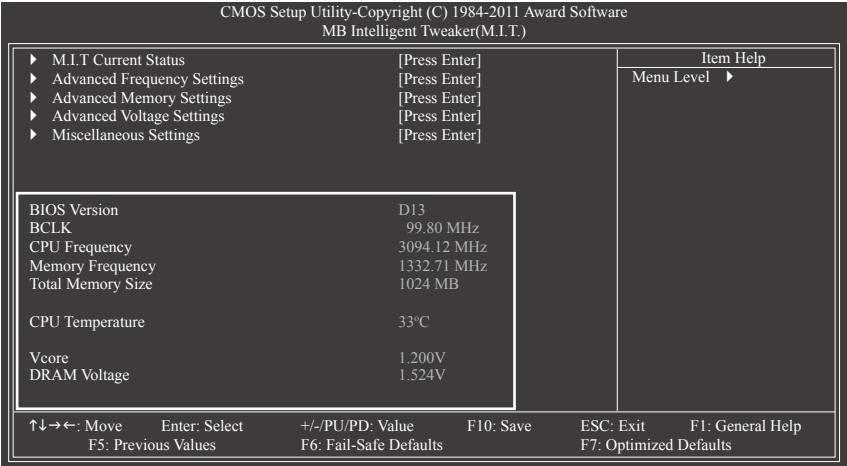 CMOS Setup Utility-Copyright (C) 1984-2011 Award Software
MB Intelligent Tweaker(M.I.T.)
M.I.T Current Status [Press Enter]
Advanced Frequency Settings [Press Enter]
Advanced Memory Settings [Press Enter]
Advanced Voltage Settings [Press Enter]
Miscellaneous Settings [Press Enter]
Item Help
Menu Level
BIOS Version D13
BCLK 99.80 MHz
CPU Frequency 3094.12 MHz
Memory Frequency 1332.71 MHz
Total Memory Size 1024 MB
CPU Temperature 33°C
Vcore 1.200V
DRAM Voltage 1.524V
↑↓→←: Move Enter: Select +/-/PU/PD: Value F10: Save ESC: Exit F1: General Help
F5: Previous Values F6: Fail-Safe Defaults F7: Optimized Defaults